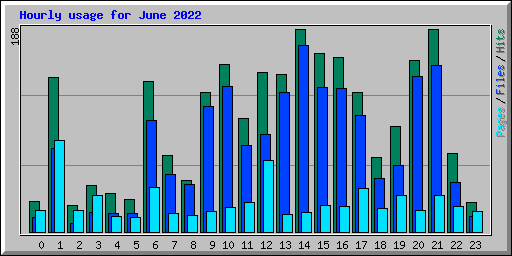 Hourly usage for June 2022
188
Pages/Files/Hits
0 1 2 3 4 5 6 7 8 9 10 11 12 13 14 15 16 17 18 19 20 21 22 23